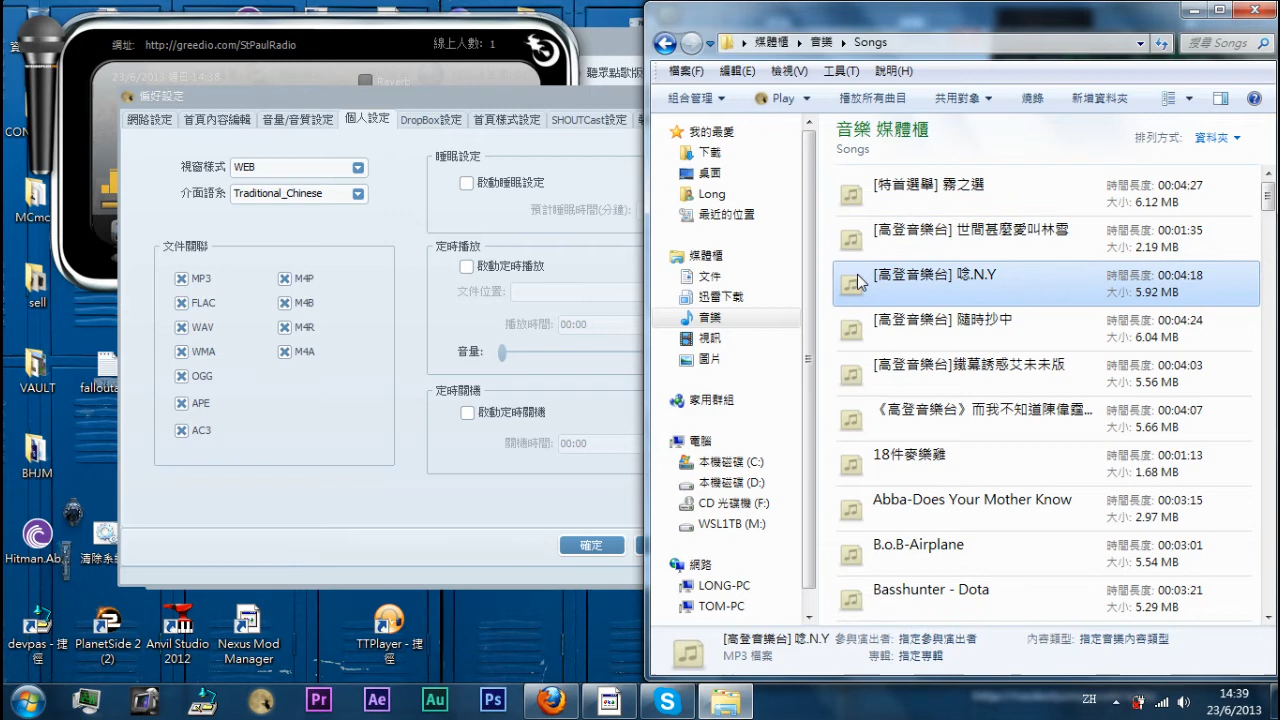 網址: http://greedio.com/StPaulRadio
線上人數: 1
23/6/2013 週日 14:38
Reverb
聽眾點歌版
偏好設定
網路設定
首頁內容編輯
音量/音質設定
個人設定
DropBox設定
首頁樣式設定
SHOUTCast設定
視窗樣式
WEB
介面語系
Traditional_Chinese
文件關聯
MP3
M4P
FLAC
M4B
WAV
M4R
WMA
M4A
OGG
APE
AC3
睡眠設定
啟動睡眠設定
預計睡眠時間(分鐘):
定時播放
啟動定時播放
文件位置:
播放時間:
00:00
音量:
定時關機
啟動定時關機
關機時間:
00:00
確定
MCmc
sell
VAULT
fallout
BHJM
Hitman.Ab
清除系統
devpas - 捷徑
PlanetSide 2 (2)
Anvil Studio 2012
Nexus Mod Manager
TTPlayer - 捷徑
媒體櫃
音樂
Songs
搜尋 Songs
檔案(F)
編輯(E)
檢視(V)
工具(T)
說明(H)
組合管理
Play
播放所有曲目
共用對象
燒錄
新增資料夾
我的最愛
下載
桌面
Long
最近的位置
媒體櫃
文件
迅雷下載
音樂
視訊
圖片
家用群組
電腦
本機磁碟 (C:)
本機磁碟 (D:)
CD 光碟機 (F:)
WSL1TB (M:)
網路
LONG-PC
TOM-PC
音樂 媒體櫃
Songs
排列方式: 資料夾
[特首選舉] 霧之選
時間長度: 00:04:27
大小: 6.12 MB
[高登音樂台] 世間甚麼愛叫林雪
時間長度: 00:01:35
大小: 2.19 MB
[高登音樂台] 唸.N.Y
時間長度: 00:04:18
大小: 5.92 MB
[高登音樂台] 隨時抄中
時間長度: 00:04:24
大小: 6.04 MB
[高登音樂台]鐵幕誘惑艾未未版
時間長度: 00:04:03
大小: 5.56 MB
《高登音樂台》而我不知道陳偉霆...
時間長度: 00:04:07
大小: 5.66 MB
18件麥樂雞
時間長度: 00:01:13
大小: 1.68 MB
Abba-Does Your Mother Know
時間長度: 00:03:15
大小: 2.97 MB
B.o.B-Airplane
時間長度: 00:03:01
大小: 5.54 MB
Basshunter - Dota
時間長度: 00:03:21
大小: 5.29 MB
[高登音樂台] 唸.N.Y
參與演出者: 指定參與演出者
內容類型: 指定音樂內容類型
MP3 檔案
專輯: 指定專輯
Pr
Ae
Au
Ps
ZH
14:39
23/6/2013